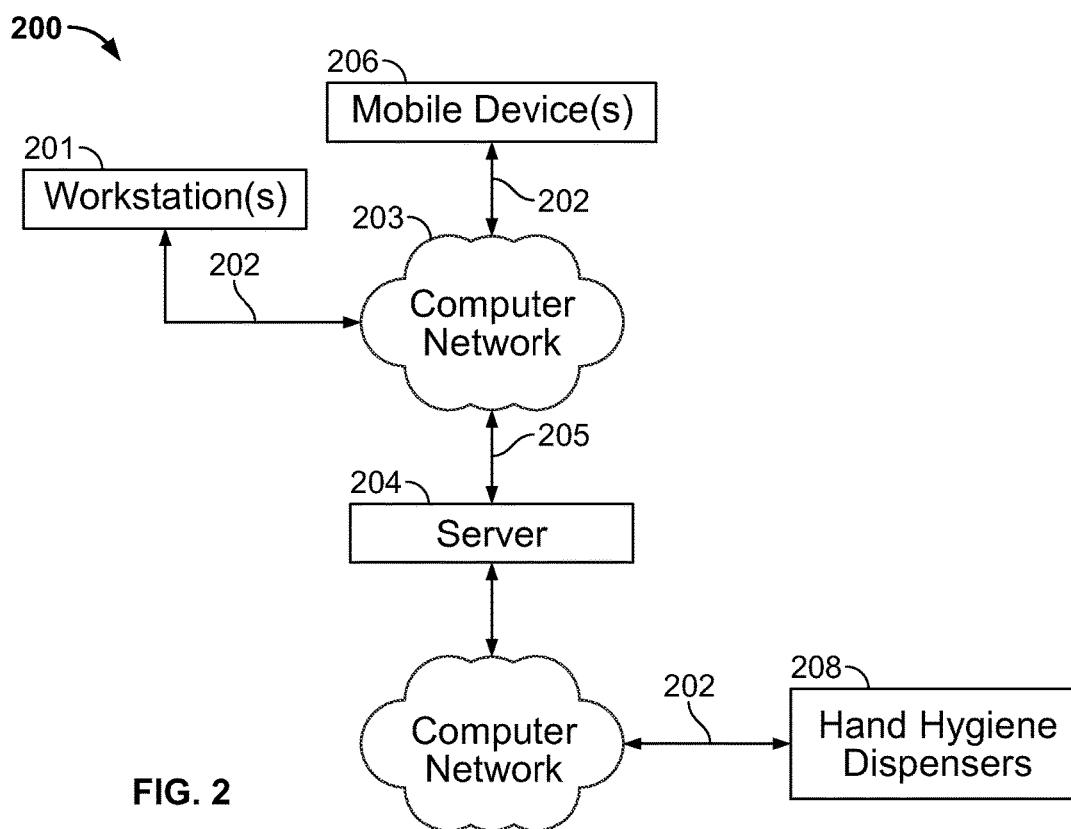 200
206
Mobile Device(s)
201
Workstation(s)
202
203
202
Computer
Network
205
204
Server
208
202
Computer
Network
Hand Hygiene
Dispensers
FIG. 2